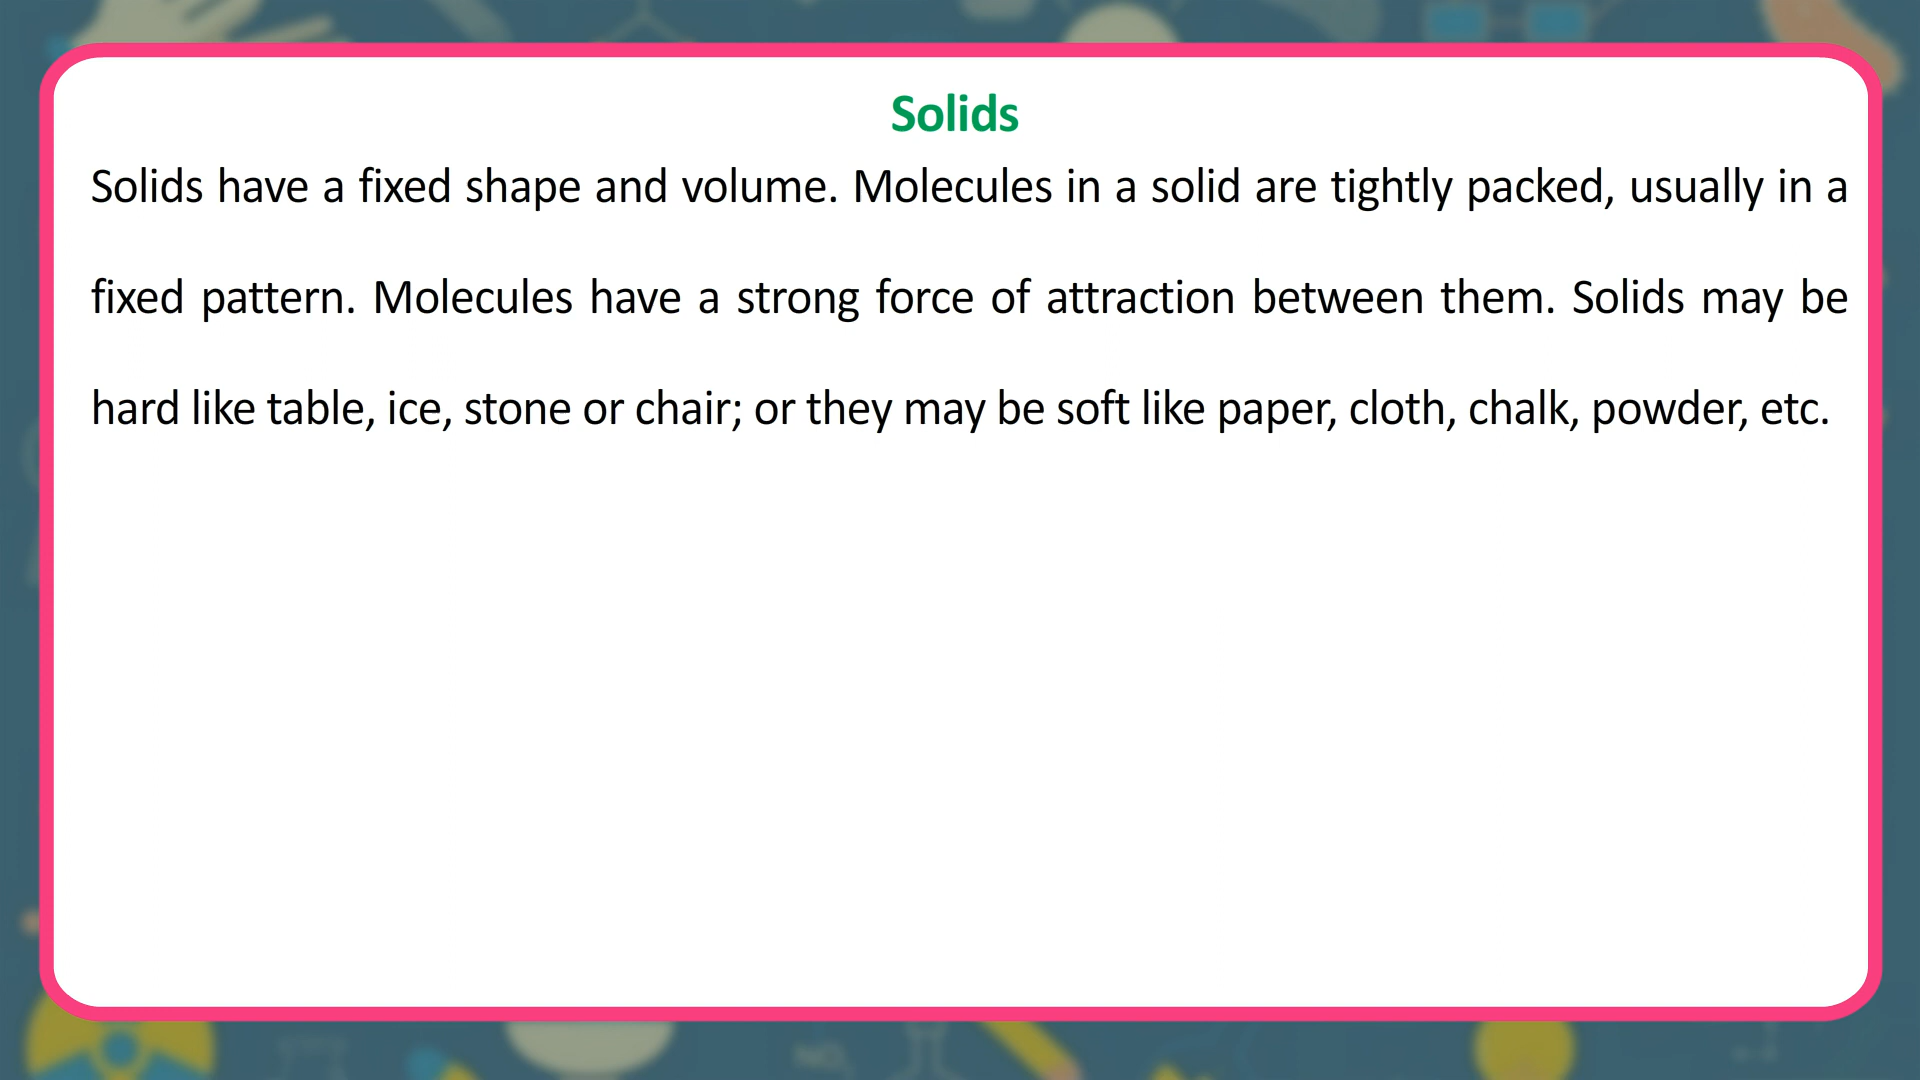 Solids
Solids have a fixed shape and volume. Molecules in a solid are tightly packed, usually in a
fixed pattern. Molecules have a strong force of attraction between them. Solids may be
hard like table, ice, stone or chair; or they may be soft like paper, cloth, chalk, powder, etc.
NO